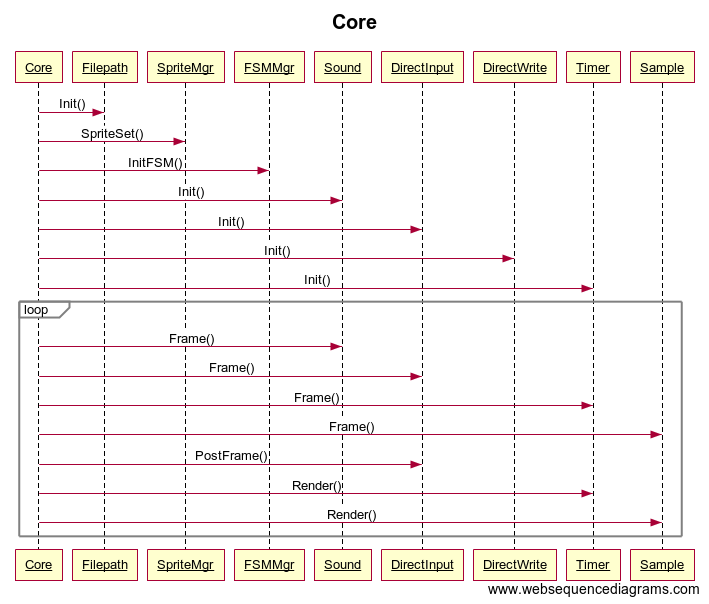 Core
Core Filepath SpriteMgr FSMMgr Sound DirectInput DirectWrite Timer Sample
Init()
SpriteSet()
InitFSM()
Init()
Init()
Init()
Init()
loop
Frame()
Frame()
Frame()
Frame()
PostFrame()
Render()
Render()
Core Filepath SpriteMgr FSMMgr Sound DirectInput DirectWrite Timer Sample
www.websequencediagrams.com